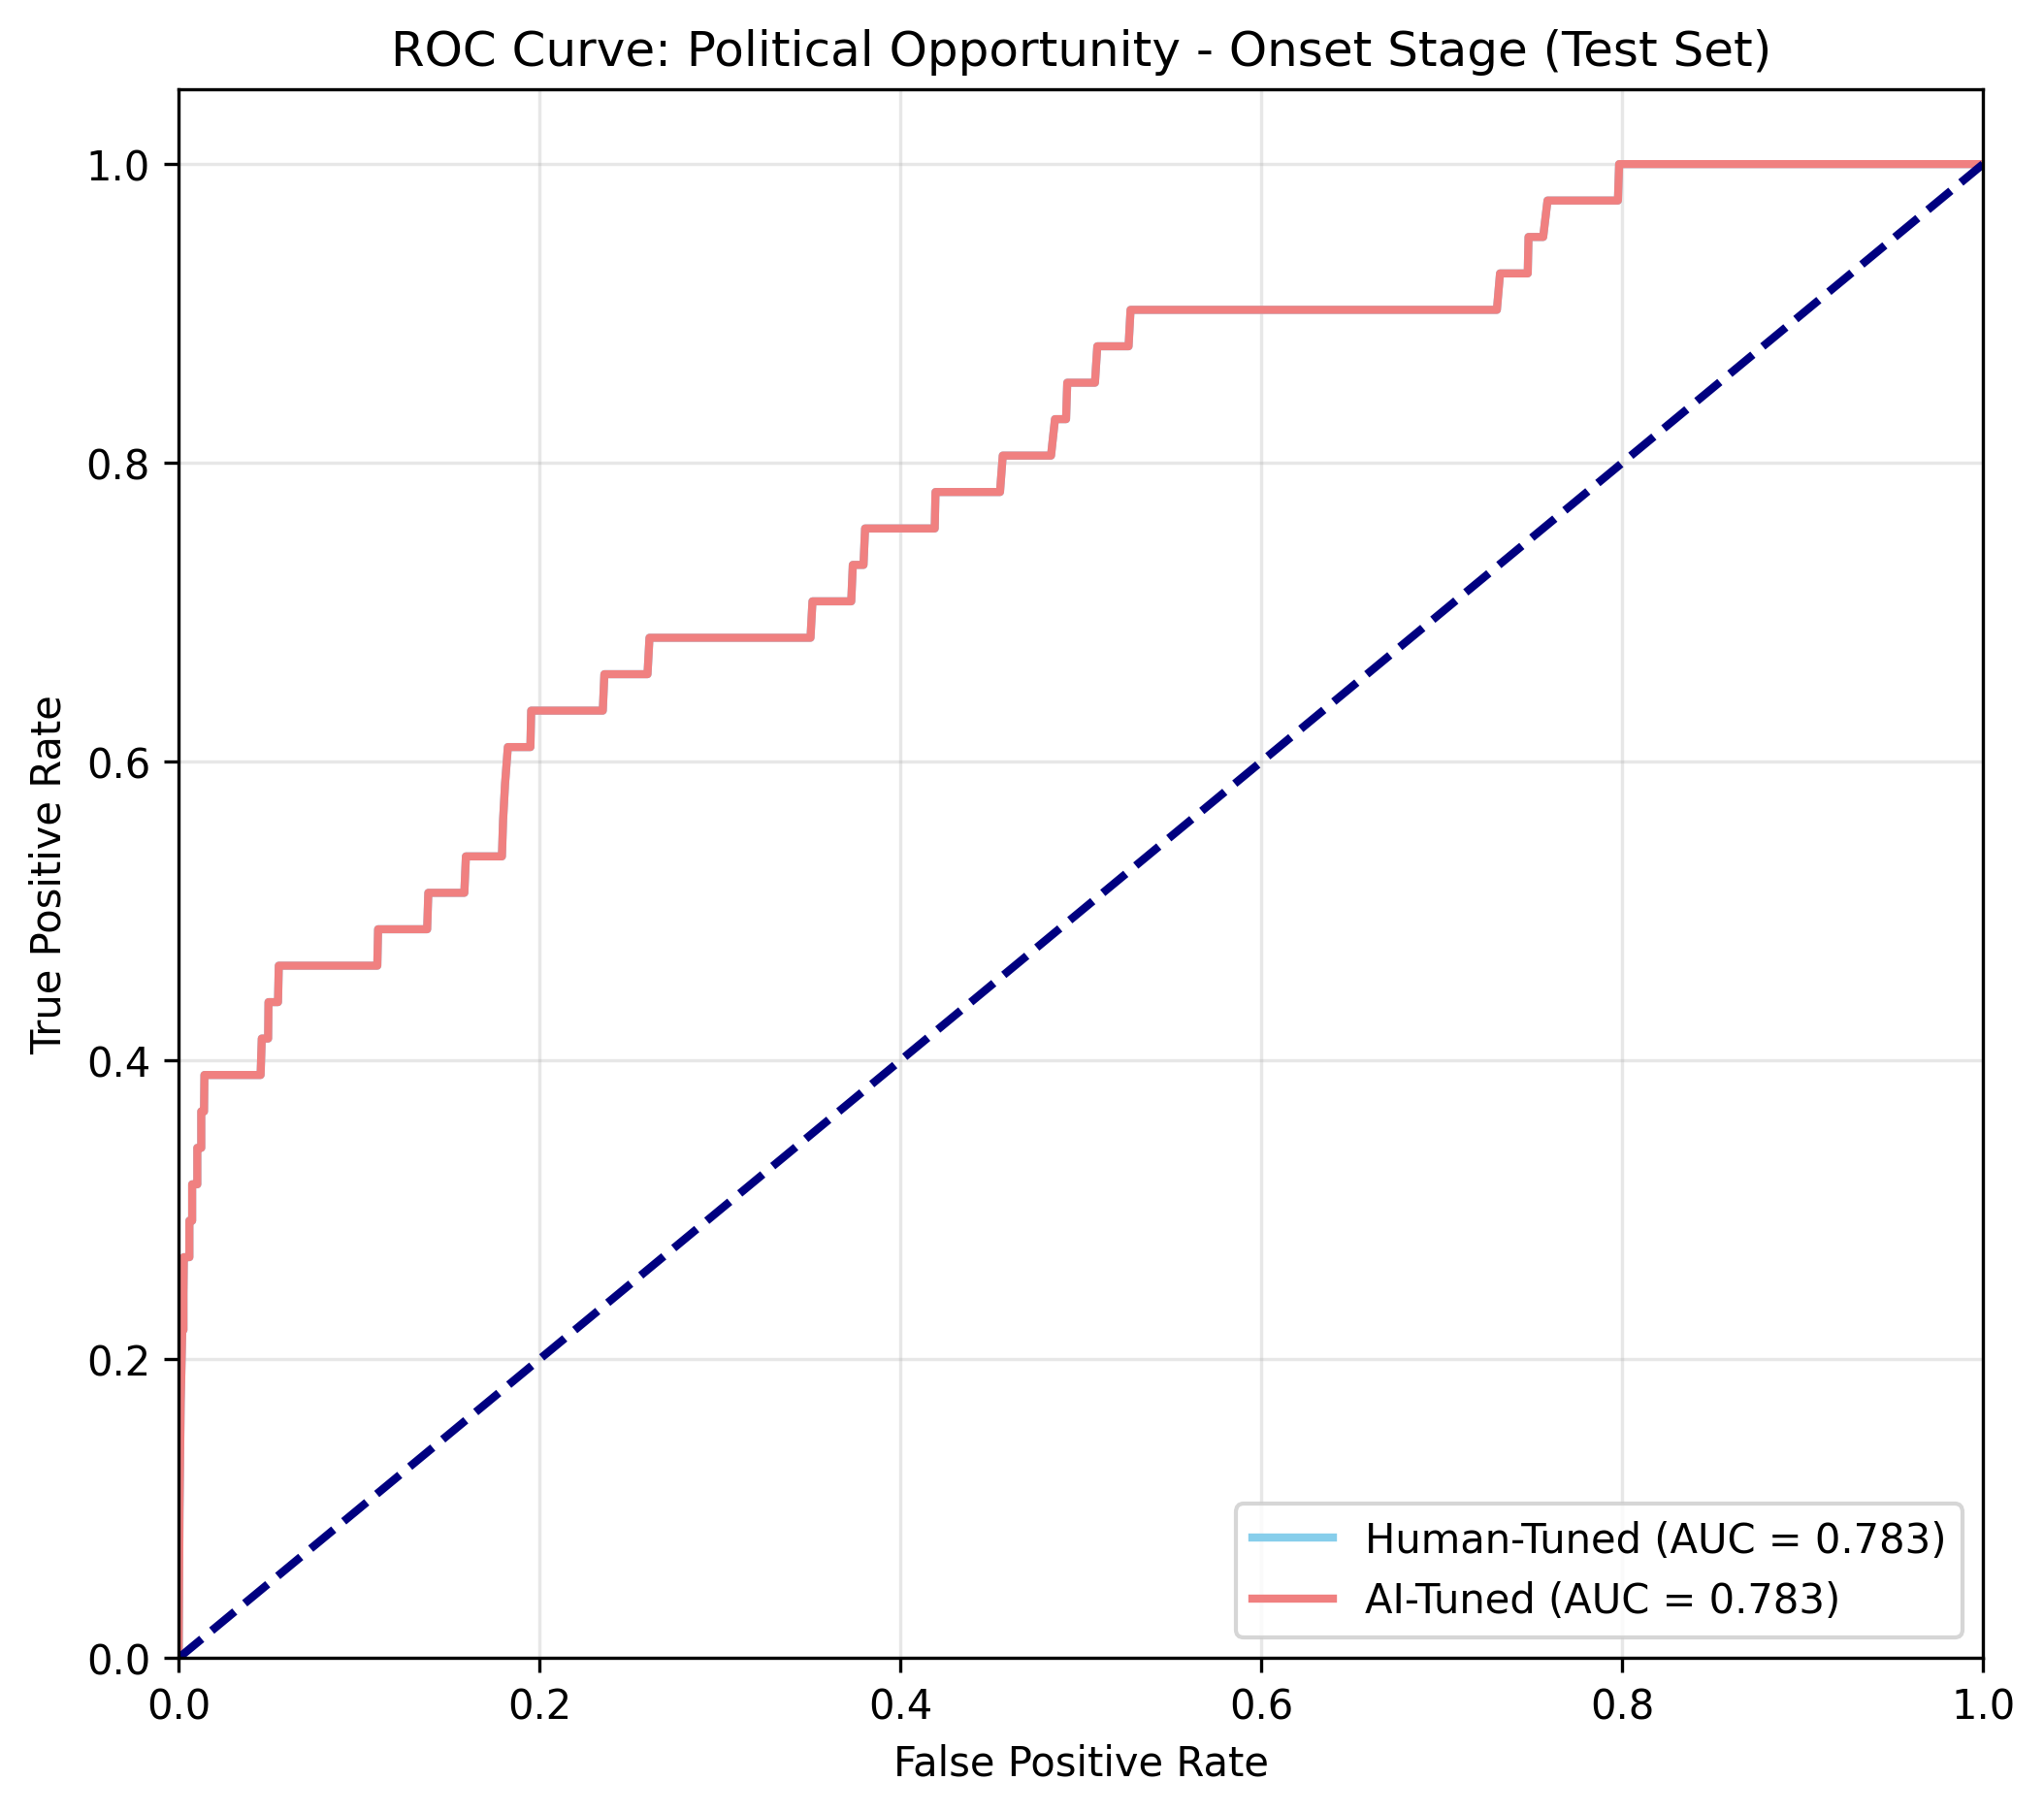 ROC Curve: Political Opportunity - Onset Stage (Test Set)
True Positive Rate
1.0
0.8
0.6
0.4
0.2
0.0
0.0 0.2 0.4 0.6 0.8 1.0
False Positive Rate
Human-Tuned (AUC = 0.783)
AI-Tuned (AUC = 0.783)